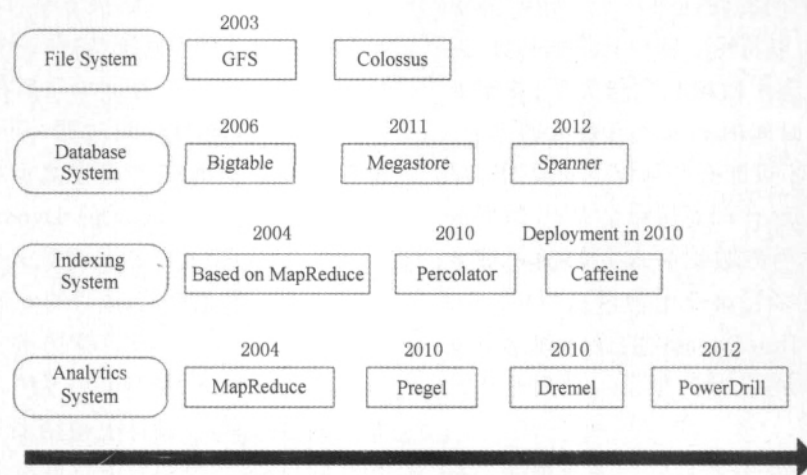 2003
File System
GFS
Colossus
2006
2011
2012
Database
System
Bigtable
Megastore
Spanner
2004
2010
Deployment in 2010
Indexing
System
Based on MapReduce
Percolator
Caffeine
2004
2010
2010
2012
Analytics
System
MapReduce
Pregel
Dremel
PowerDrill